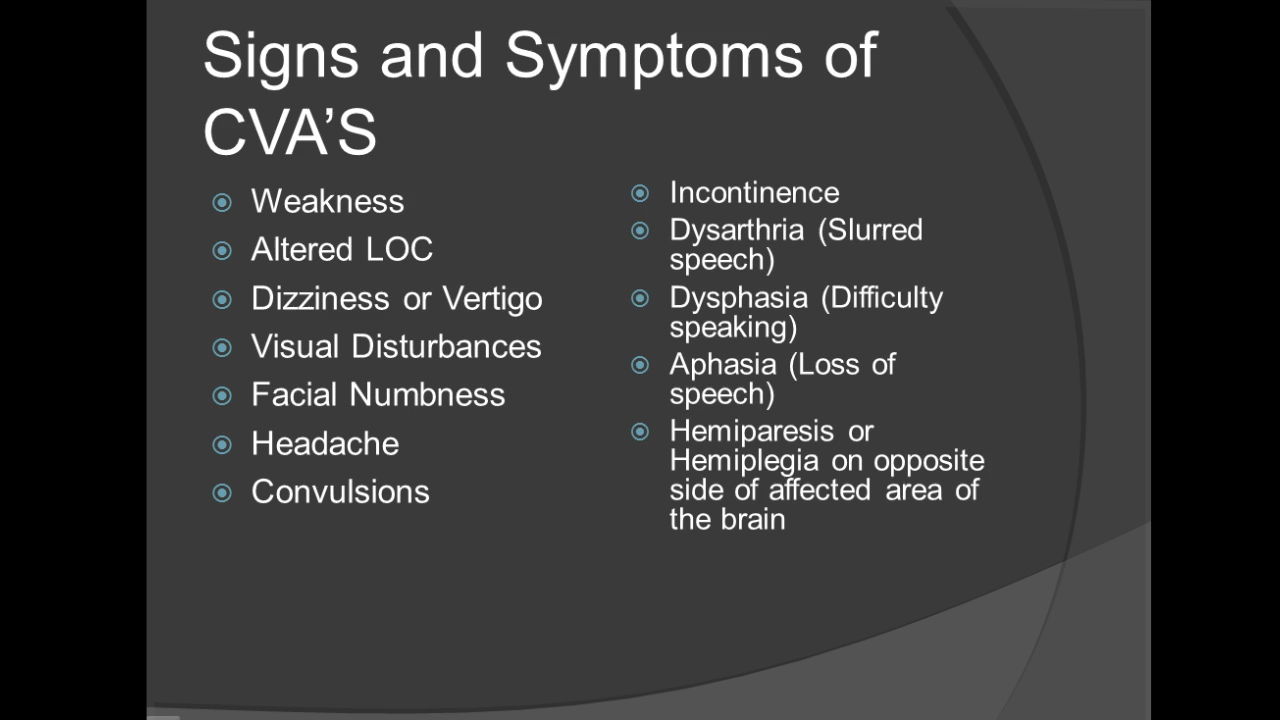 Signs and Symptoms of
CVA’S
Weakness
Altered LOC
Dizziness or Vertigo
Visual Disturbances
Facial Numbness
Headache
Convulsions
Incontinence
Dysarthria (Slurred
speech)
Dysphasia (Difficulty
speaking)
Aphasia (Loss of
speech)
Hemiparesis or
Hemiplegia on opposite
side of affected area of
the brain